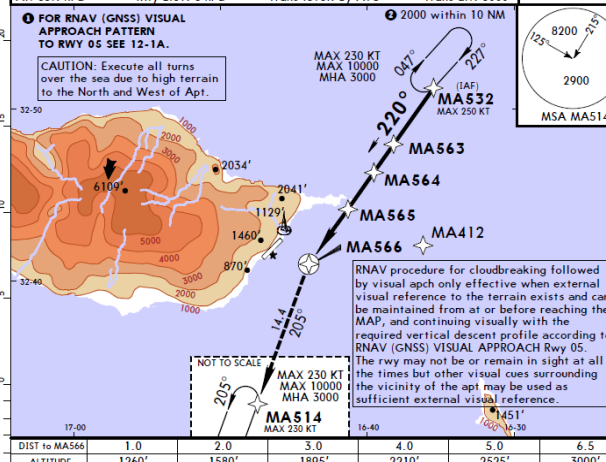 1 FOR RNAV (GNSS) VISUAL
APPROACH PATTERN
TO RWY 05 SEE 12-1A.
CAUTION: Execute all turns
over the sea due to high terrain
to the North and West of Apt.
2 2000 within 10 NM
MAX 230 KT
MAX 10000
MHA 3000
047°
227°
(IAF)
MA532
MAX 250 KT
8200
125°
215°
2900
MSA MA514
220°
MA563
MA564
MA565
MA566
MA412
32-50
1000
2000
3000
2034'
6109'
2041'
1129'
1460'
870'
5000
4000
3000
2000
1000
32-40
14.4
205°
RNAV procedure for cloudbreaking followed
by visual apch only effective when external
visual reference to the terrain exists and can
be maintained from at or before reaching the
MAP, and continuing visually with the
required vertical descent profile according to
RNAV (GNSS) VISUAL APPROACH Rwy 05.
The rwy may not be or remain in sight at all
the times but other visual cues surrounding
the vicinity of the apt may be used as
sufficient external visual reference.
NOT TO SCALE
205°
MAX 230 KT
MAX 10000
MHA 3000
MA514
MAX 230 KT
17-00
16-40
16-30
1451'
1000
DIST to MA566 1.0 2.0 3.0 4.0 5.0 6.5
ALTITUDE 1260' 1580' 1895' 2210' 2525' 3000'